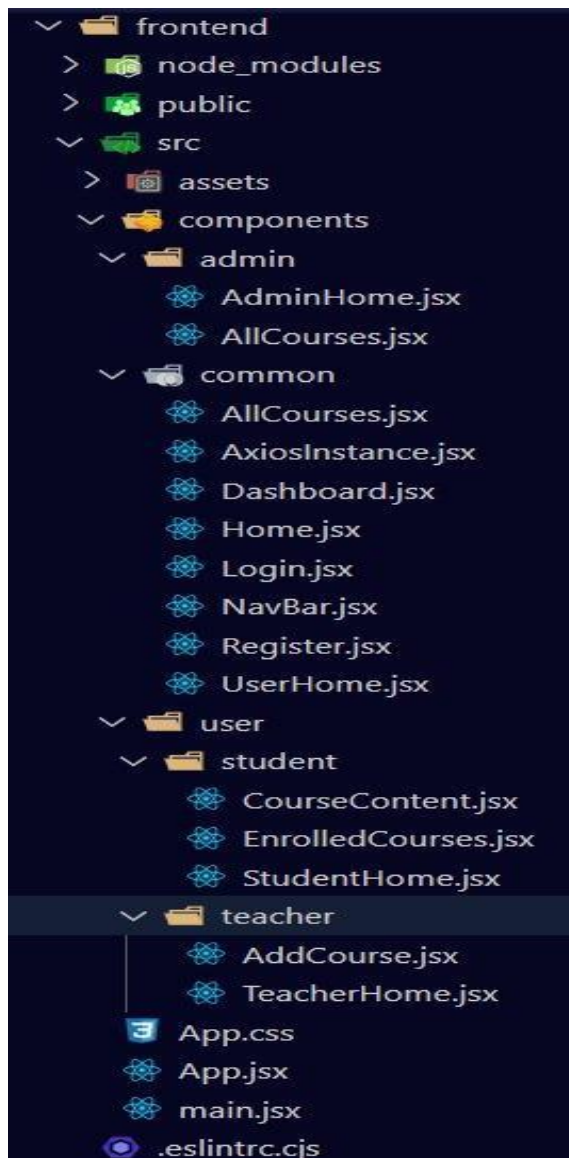 frontend
node_modules
public
src
assets
components
admin
AdminHome.jsx
AllCourses.jsx
common
AllCourses.jsx
AxiosInstance.jsx
Dashboard.jsx
Home.jsx
Login.jsx
NavBar.jsx
Register.jsx
UserHome.jsx
user
student
CourseContent.jsx
EnrolledCourses.jsx
StudentHome.jsx
teacher
AddCourse.jsx
TeacherHome.jsx
App.css
App.jsx
main.jsx
.eslintrc.cjs